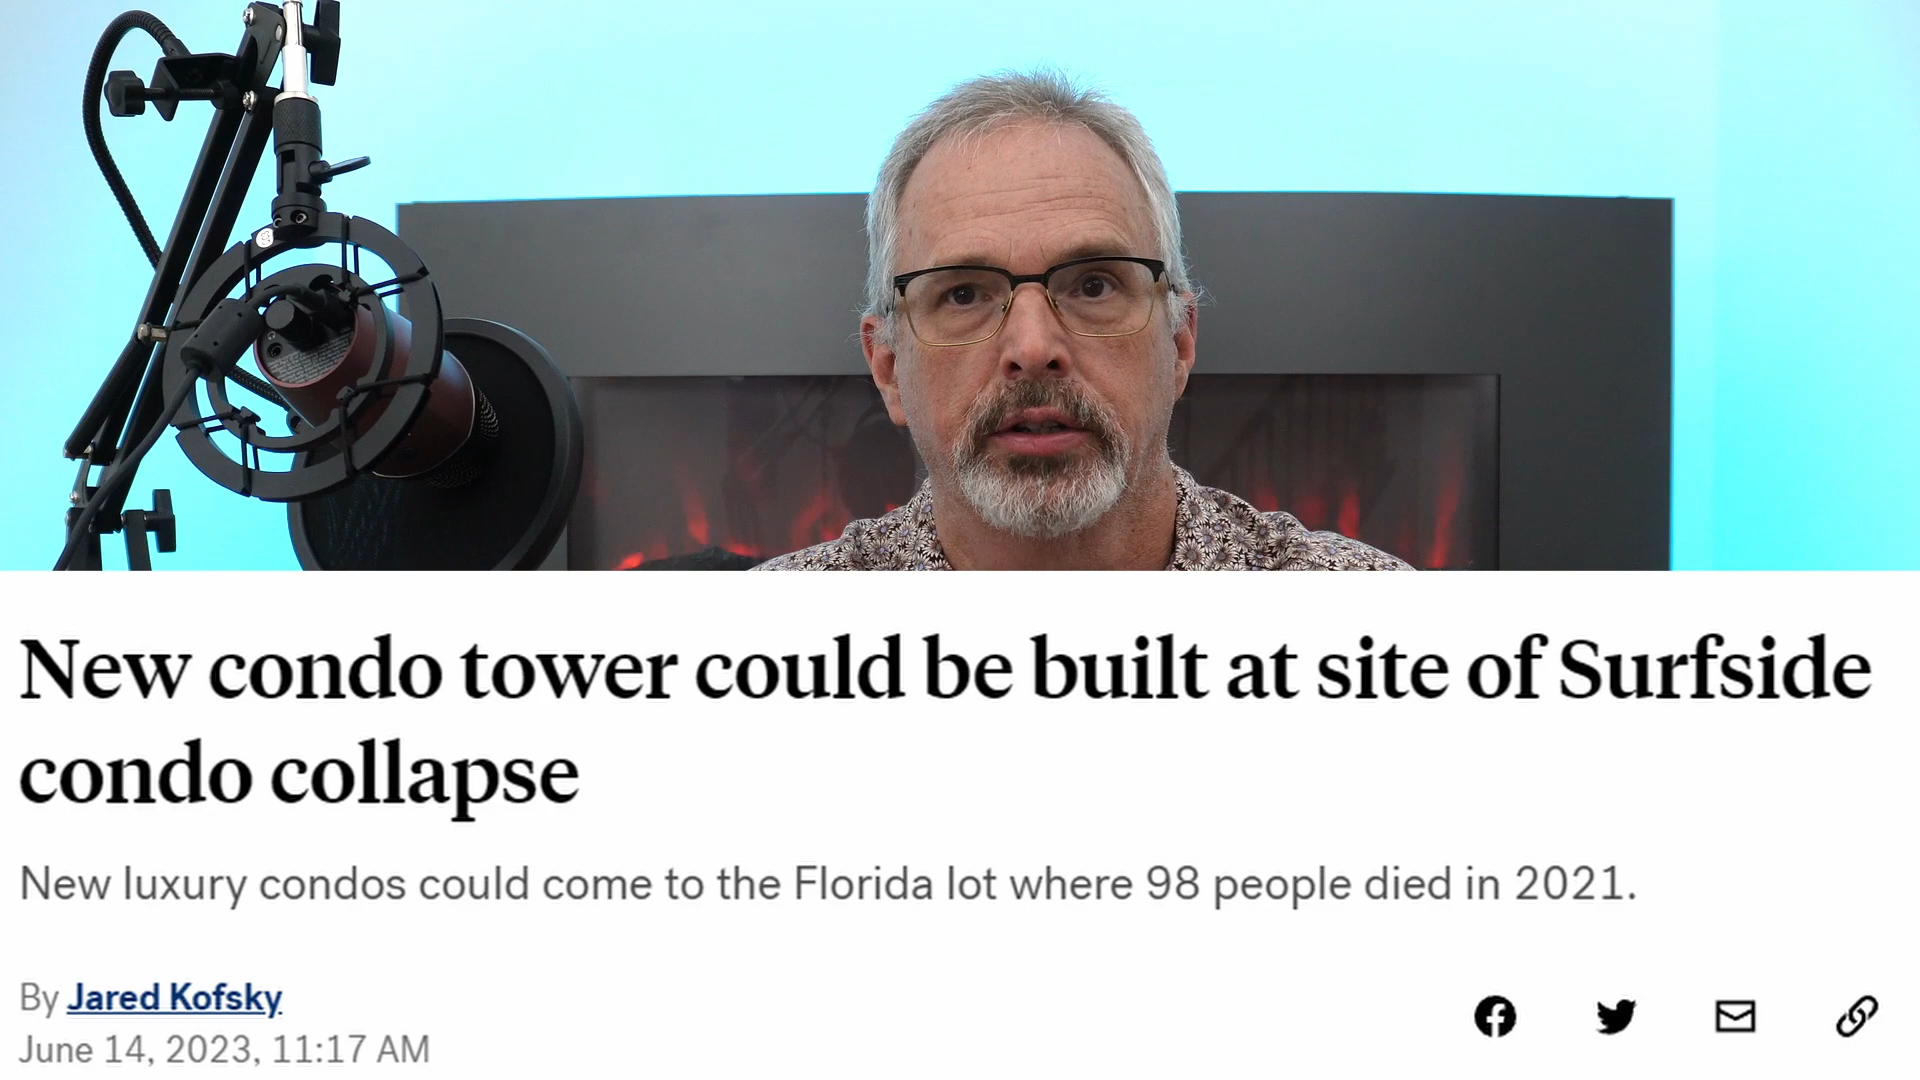 New condo tower could be built at site of Surfside
condo collapse
New luxury condos could come to the Florida lot where 98 people died in 2021.
By Jared Kofsky
June 14, 2023, 11:17 AM